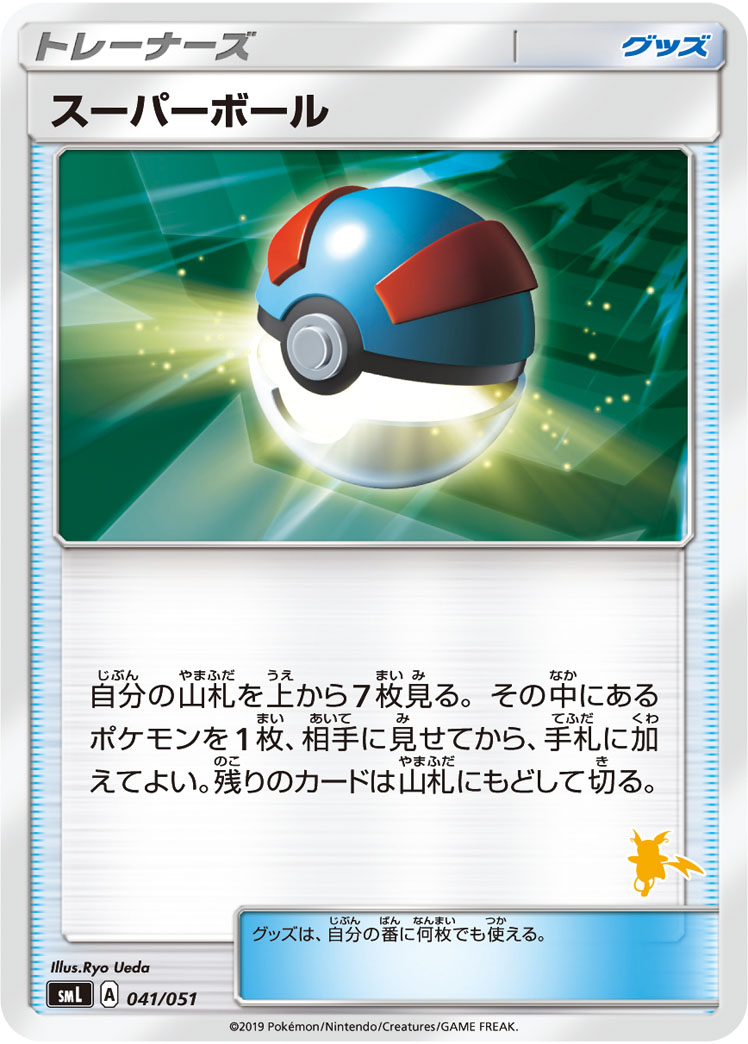 トレーナーズ
グッズ
スーパーボール
自分の山札を上から7枚見る。その中にある
ポケモンを1枚、相手に見せてから、手札に加
えてよい。残りのカードは山札にもどして切る。
グッズは、自分の番に何枚でも使える。
Illus.Ryo Ueda
SML A 041/051
©2019 Pokémon/Nintendo/Creatures/GAME FREAK.